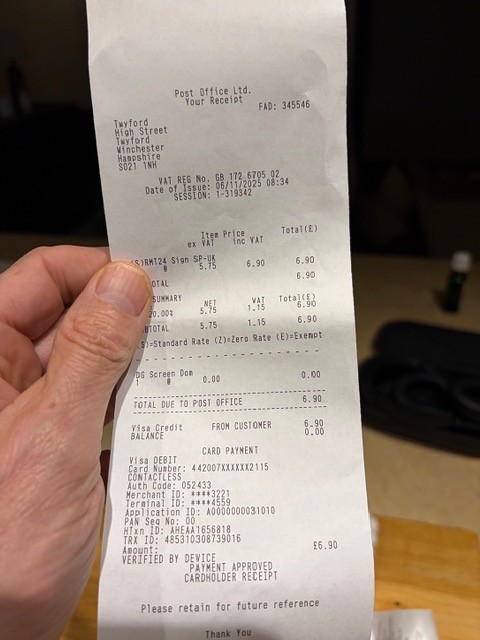 Post Office Ltd.
Your Receipt
FAD: 345546
Twyford
High Street
Twyford
Winchester
Hampshire
SO21 1NH
VAT REG No. GB 172 6705 02
Date of Issue: 06/11/2025 08:34
SESSION: 1-319342
Item Price Total(£)
ex VAT inc VAT
S)RMT24 Sign SP-UK
@ 5.75 6.90 6.90
OTAL 6.90
SUMMARY NET VAT Total(£)
20.00% 5.75 1.15 6.90
BTOTAL 5.75 1.15 6.90
S)=Standard Rate (Z)=Zero Rate (E)=Exempt
DG Screen Dom
1 @ 0.00 0.00
TOTAL DUE TO POST OFFICE 6.90
Visa Credit FROM CUSTOMER 6.90
BALANCE 0.00
CARD PAYMENT
Visa DEBIT
Card Number: 442007XXXXXX2115
CONTACTLESS
Auth Code: 052433
Merchant ID: ****3221
Terminal ID: ****4559
Application ID: A0000000031010
PAN Seq No: 00
HTxn ID: AHEAA1656818
TRX ID: 485310308739016
Amount: £6.90
VERIFIED BY DEVICE
PAYMENT APPROVED
CARDHOLDER RECEIPT
Please retain for future reference
Thank You